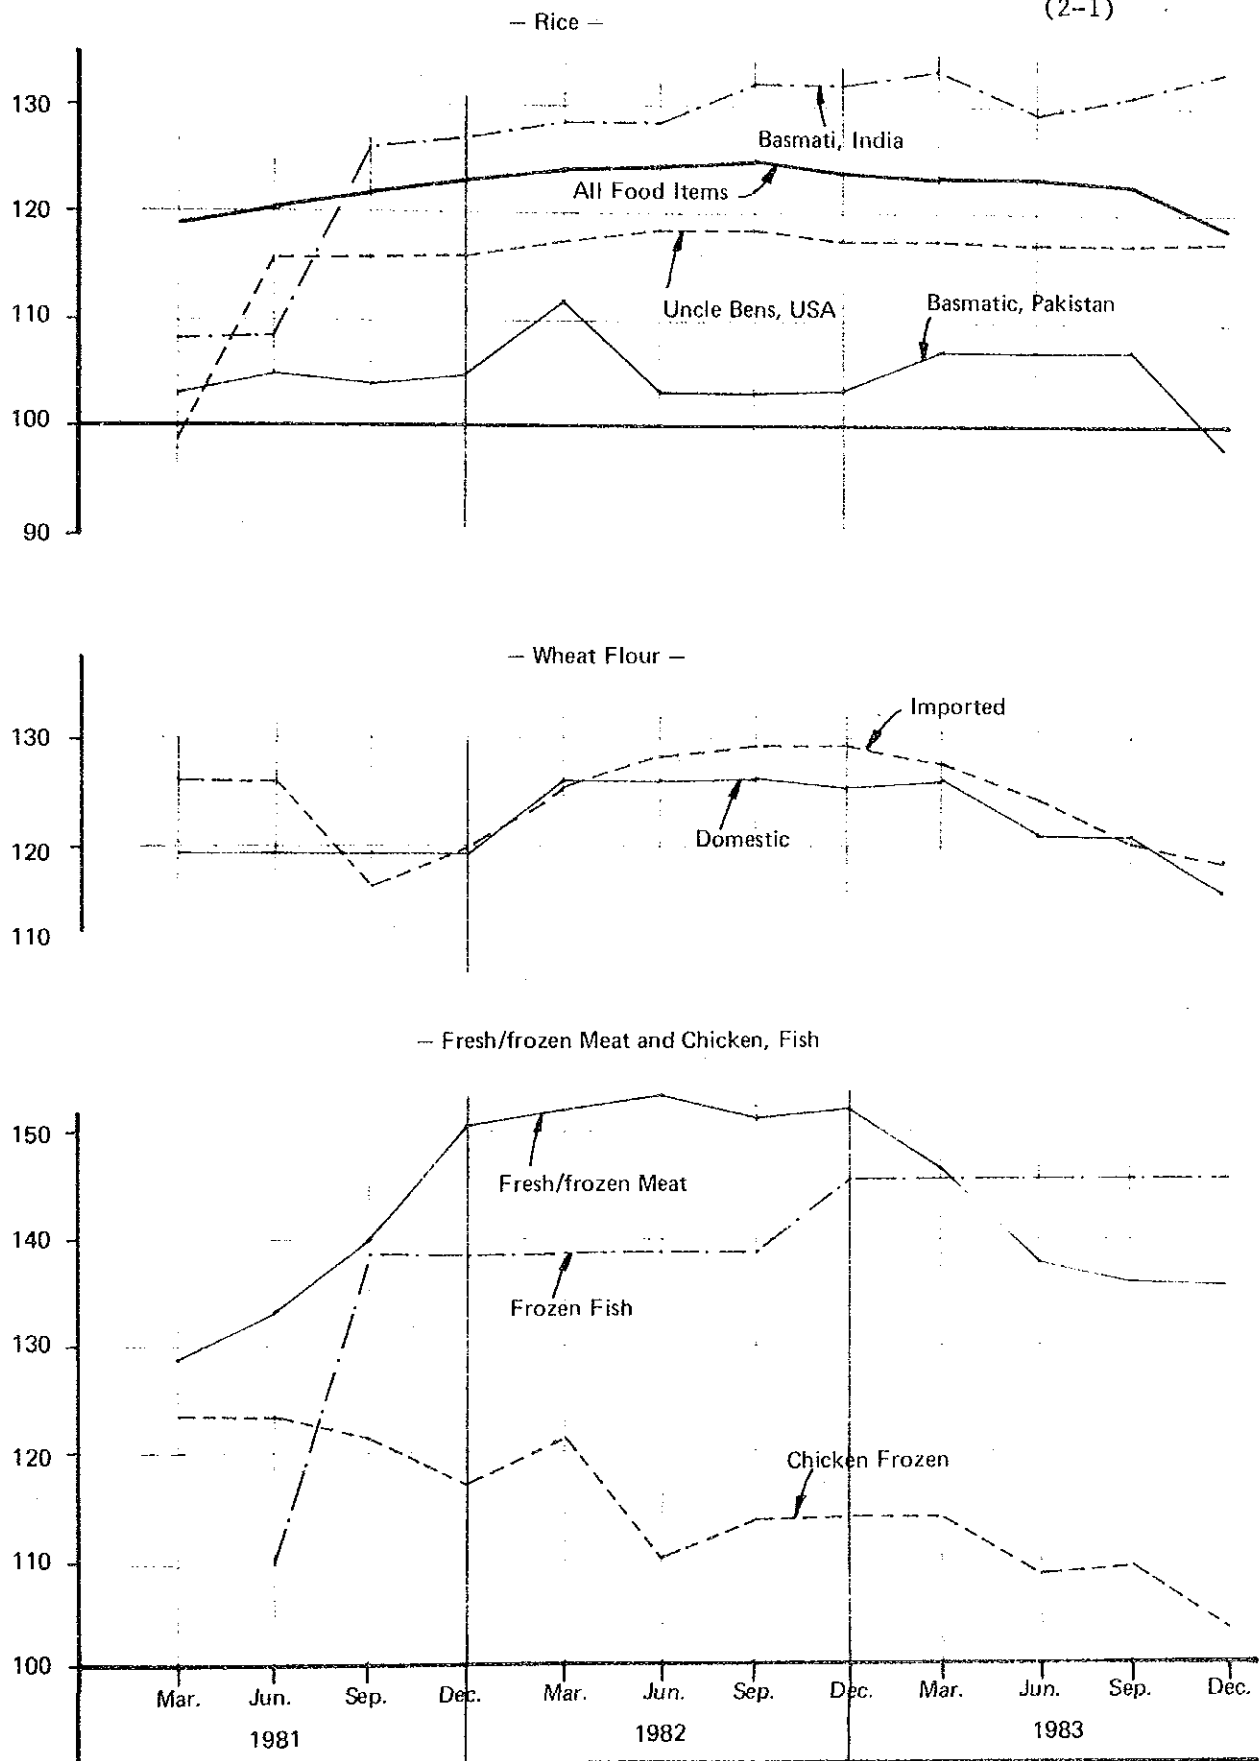 (2-1)
— Rice —
130
Basmati, India
All Food Items
120
110
Uncle Bens, USA
Basmatic, Pakistan
100
90
— Wheat Flour —
Imported
130
Domestic
120
110
— Fresh/frozen Meat and Chicken, Fish
150
Fresh/frozen Meat
140
Frozen Fish
130
120
Chicken Frozen
110
100
Mar. Jun. Sep. Dec. Mar. Jun. Sep. Dec. Mar. Jun. Sep. Dec.
1981 1982 1983